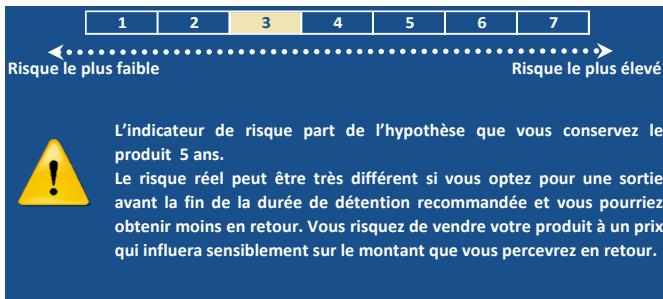 1 2 3 4 5 6 7
Risque le plus faible Risque le plus élevé
L’indicateur de risque part de l’hypothèse que vous conservez le
produit 5 ans.
Le risque réel peut être très différent si vous optez pour une sortie
avant la fin de la durée de détention recommandée et vous pourriez
obtenir moins en retour. Vous risquez de vendre votre produit à un prix
qui influera sensiblement sur le montant que vous percevrez en retour.